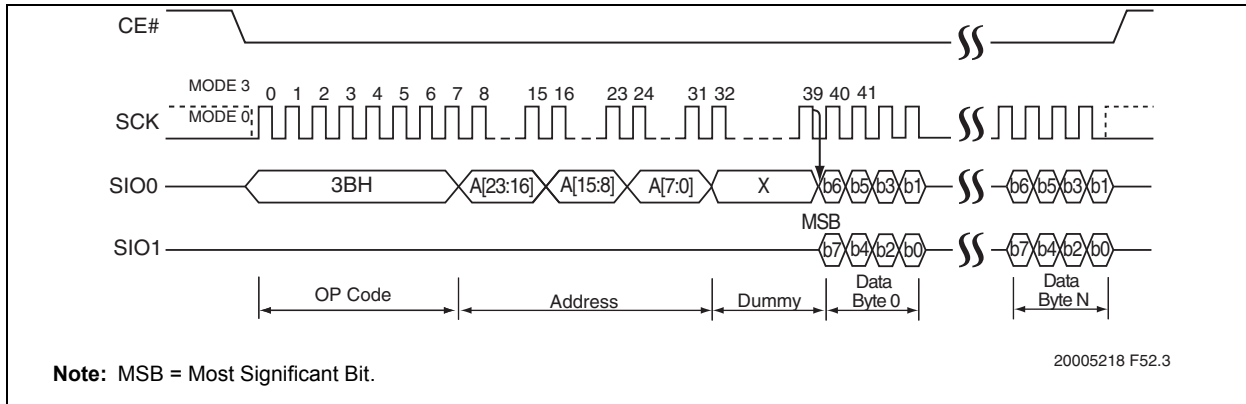 CE#
MODE 3
0 1 2 3 4 5 6 7 8 15 16 23 24 31 32 39 40 41
SCK MODE 0
SIO0 3BH A[23:16] A[15:8] A[7:0] X b6 b5 b3 b1 b6 b5 b3 b1
MSB
SIO1 b7 b4 b2 b0 b7 b4 b2 b0
OP Code Address Dummy Data Byte 0 Data Byte N
20005218 F52.3
Note: MSB = Most Significant Bit.